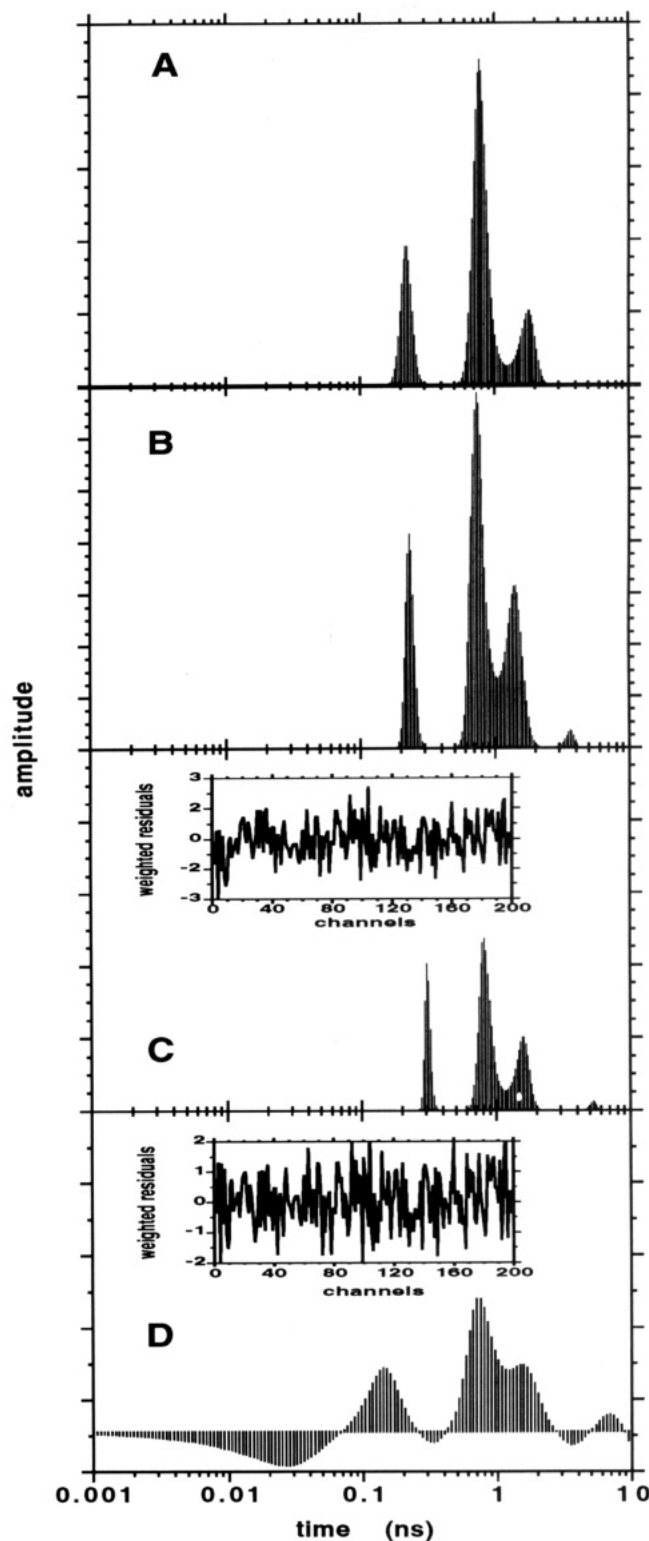 A
B
amplitude
3
2
0
-2
-3
weighted residuals
0 40 80 120 160 200
channels
C
2
1
0
-1
-2
weighted residuals
0 40 80 120 160 200
channels
D
0.001 0.01 0.1 1 10
time (ns)